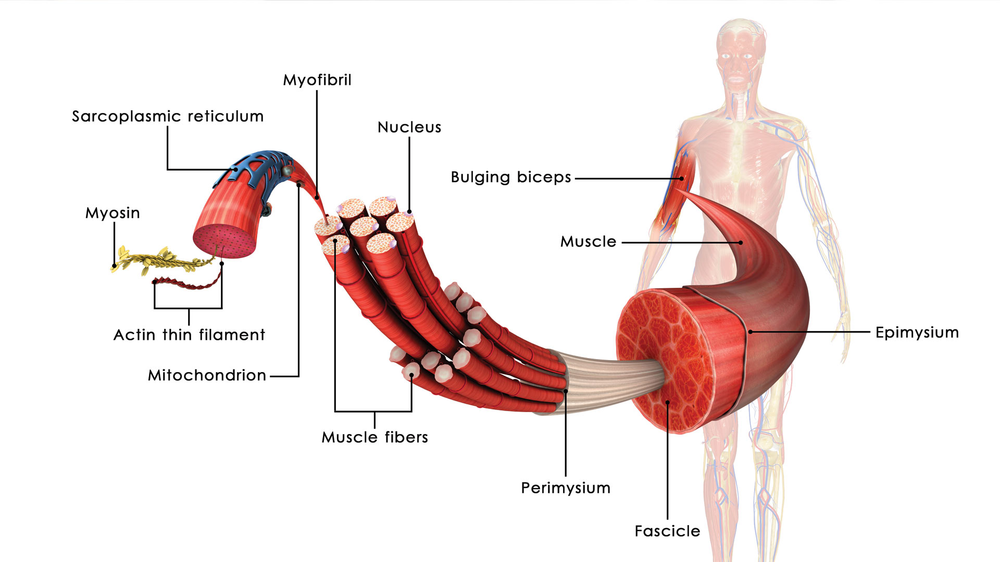 Myofibril
Sarcoplasmic reticulum
Nucleus
Bulging biceps
Myosin
Muscle
Epimysium
Actin thin filament
Mitochondrion
Muscle fibers
Perimysium
Fascicle